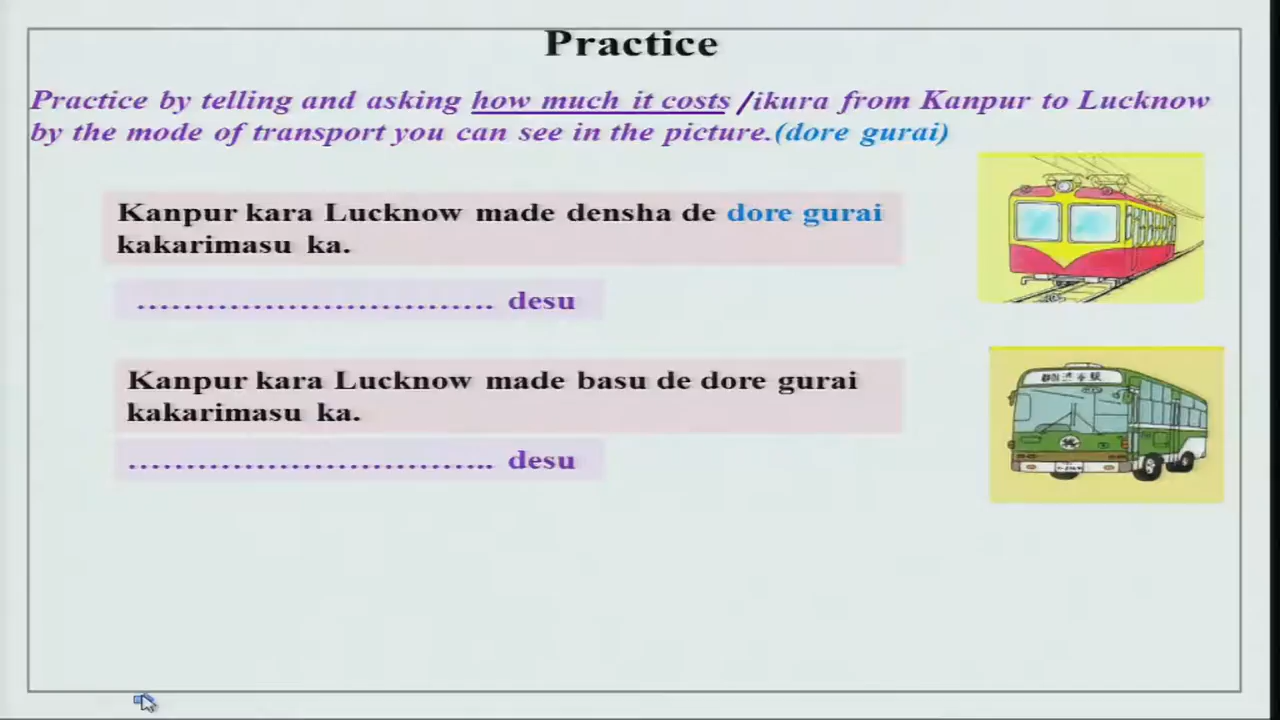 Practice
Practice by telling and asking how much it costs /ikura from Kanpur to Lucknow
by the mode of transport you can see in the picture.(dore gurai)
Kanpur kara Lucknow made densha de dore gurai
kakarimasu ka.
……………………………. desu
Kanpur kara Lucknow made basu de dore gurai
kakarimasu ka.
…………………………….. desu